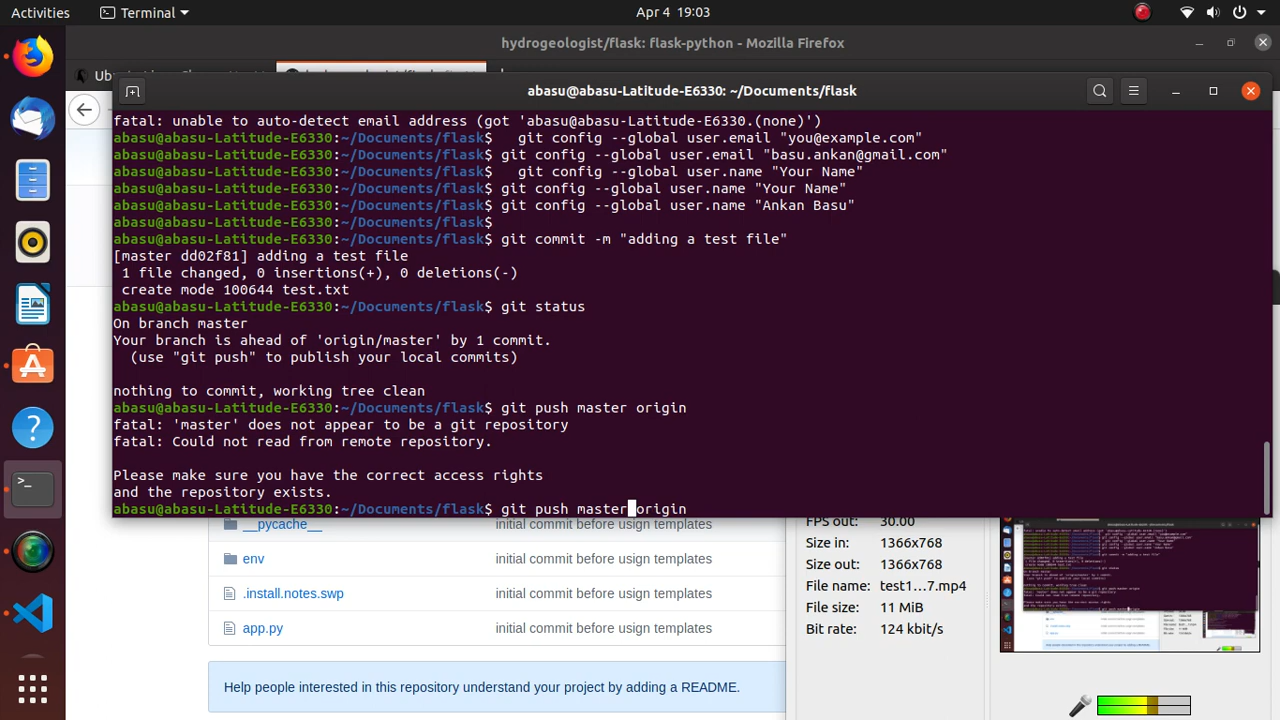 Activities
Terminal
Apr 4 19:03
hydrogeologist/flask: flask-python - Mozilla Firefox
abasu@abasu-Latitude-E6330: ~/Documents/flask
fatal: unable to auto-detect email address (got 'abasu@abasu-Latitude-E6330.(none)')
abasu@abasu-Latitude-E6330:~/Documents/flask$   git config --global user.email "you@example.com"
abasu@abasu-Latitude-E6330:~/Documents/flask$ git config --global user.email "basu.ankan@gmail.com"
abasu@abasu-Latitude-E6330:~/Documents/flask$   git config --global user.name "Your Name"
abasu@abasu-Latitude-E6330:~/Documents/flask$ git config --global user.name "Your Name"
abasu@abasu-Latitude-E6330:~/Documents/flask$ git config --global user.name "Ankan Basu"
abasu@abasu-Latitude-E6330:~/Documents/flask$
abasu@abasu-Latitude-E6330:~/Documents/flask$ git commit -m "adding a test file"
[master dd02f81] adding a test file
 1 file changed, 0 insertions(+), 0 deletions(-)
 create mode 100644 test.txt
abasu@abasu-Latitude-E6330:~/Documents/flask$ git status
On branch master
Your branch is ahead of 'origin/master' by 1 commit.
  (use "git push" to publish your local commits)
nothing to commit, working tree clean
abasu@abasu-Latitude-E6330:~/Documents/flask$ git push master origin
fatal: 'master' does not appear to be a git repository
fatal: Could not read from remote repository.
Please make sure you have the correct access rights
and the repository exists.
abasu@abasu-Latitude-E6330:~/Documents/flask$ git push master origin
__pycache__ initial commit before usign templates
env initial commit before usign templates
.install.notes.swp initial commit before usign templates
app.py initial commit before usign templates
Help people interested in this repository understand your project by adding a README.
FPS out: 30.00
Size out: 1366x768
name: test1...7.mp4
11 MiB
Bit rate: 124 kbit/s